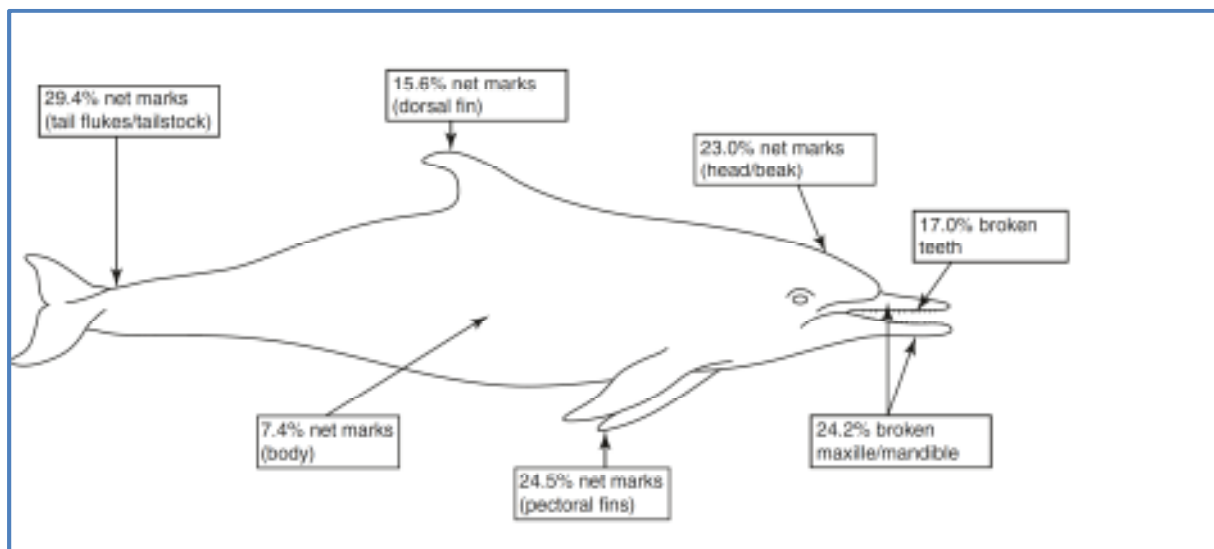 29.4% net marks
(tail flukes/tailstock)
15.6% net marks
(dorsal fin)
23.0% net marks
(head/beak)
17.0% broken
teeth
7.4% net marks
(body)
24.5% net marks
(pectoral fins)
24.2% broken
maxille/mandible